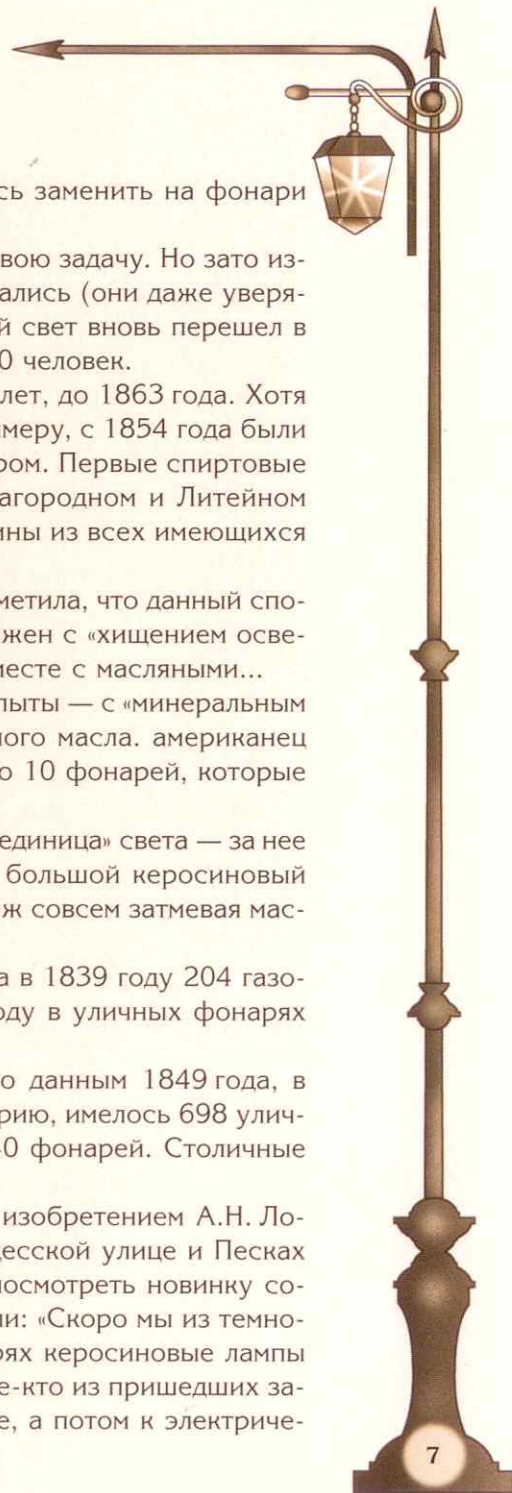 сь заменить на фонари
вою задачу. Но зато из-
ались (они даже уверя-
й свет вновь перешел в
0 человек.
лет, до 1863 года. Хотя
имеру, с 1854 года были
ром. Первые спиртовые
агородном и Литейном
ины из всех имеющихся
метила, что данный спо-
жен с «хищением осве-
месте с масляными...
пыты — с «минеральным
ного масла. американец
о 10 фонарей, которые
единица» света — за нее
большой керосиновый
ж совсем затмевая мас-
а в 1839 году 204 газо-
оду в уличных фонарях
о данным 1849 года, в
рию, имелось 698 улич-
40 фонарей. Столичные
изобретением А.Н. Ло-
десской улице и Песках
посмотреть новинку со-
ли: «Скоро мы из темно-
рях керосиновые лампы
е-кто из пришедших за-
е, а потом к электриче-
7